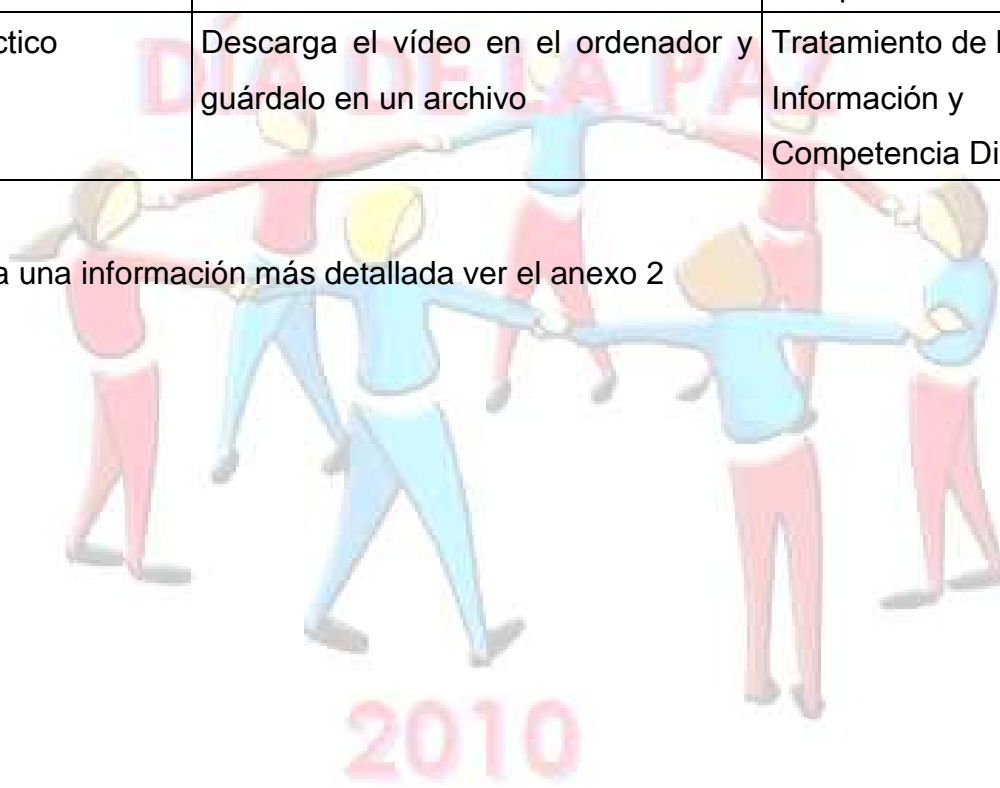 DÍA DE LA PAZ
ctico
Descarga el vídeo en el ordenador y
guárdalo en un archivo
Tratamiento de
Información y
Competencia Di
a una información más detallada ver el anexo 2
2010